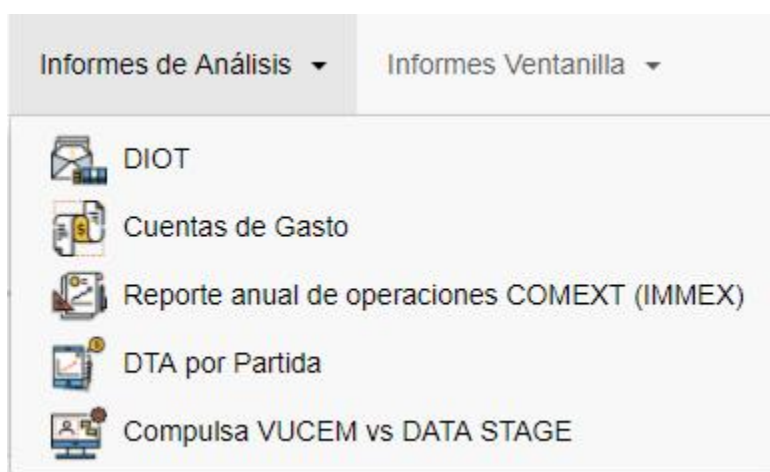 Informes de Análisis Informes Ventanilla
DIOT
Cuentas de Gasto
Reporte anual de operaciones COMEXT (IMMEX)
DTA por Partida
Compulsa VUCEM vs DATA STAGE